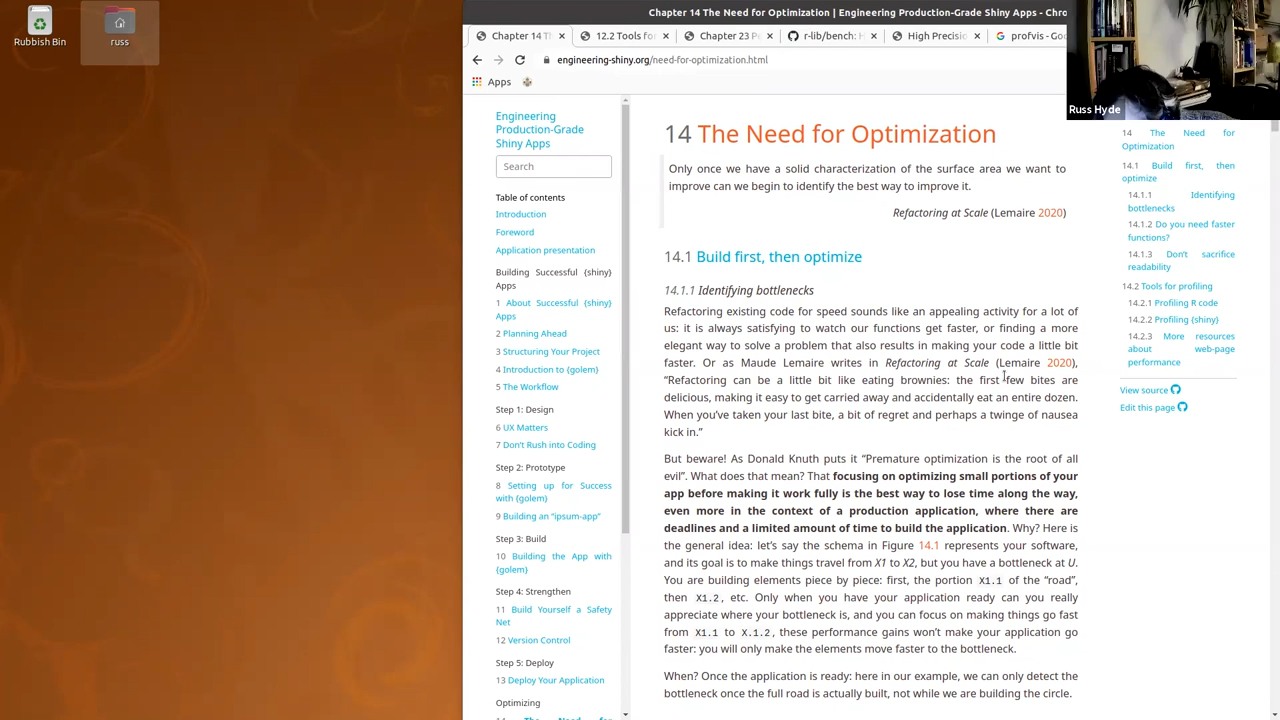 Rubbish Bin
russ
Chapter 14 The Need for Optimization | Engineering Production-Grade Shiny Apps - Chro
Chapter 14 Th
12.2 Tools for
Chapter 23 Pe
r-lib/bench: H
High Precision
profvis - Goo
engineering-shiny.org/need-for-optimization.html
Apps
Russ Hyde
Engineering
Production-Grade
Shiny Apps
Search
Table of contents
Introduction
Foreword
Application presentation
Building Successful {shiny}
Apps
1 About Successful {shiny}
Apps
2 Planning Ahead
3 Structuring Your Project
4 Introduction to {golem}
5 The Workflow
Step 1: Design
6 UX Matters
7 Don't Rush into Coding
Step 2: Prototype
8 Setting up for Success
with {golem}
9 Building an "ipsum-app"
Step 3: Build
10 Building the App with
{golem}
Step 4: Strengthen
11 Build Yourself a Safety
Net
12 Version Control
Step 5: Deploy
13 Deploy Your Application
Optimizing
14 The Need for
14 The Need for Optimization
Only once we have a solid characterization of the surface area we want to
improve can we begin to identify the best way to improve it.
Refactoring at Scale (Lemaire 2020)
14.1 Build first, then optimize
14.1.1 Identifying bottlenecks
Refactoring existing code for speed sounds like an appealing activity for a lot of
us: it is always satisfying to watch our functions get faster, or finding a more
elegant way to solve a problem that also results in making your code a little bit
faster. Or as Maude Lemaire writes in Refactoring at Scale (Lemaire 2020),
"Refactoring can be a little bit like eating brownies: the first few bites are
delicious, making it easy to get carried away and accidentally eat an entire dozen.
When you've taken your last bite, a bit of regret and perhaps a twinge of nausea
kick in."
But beware! As Donald Knuth puts it "Premature optimization is the root of all
evil". What does that mean? That focusing on optimizing small portions of your
app before making it work fully is the best way to lose time along the way,
even more in the context of a production application, where there are
deadlines and a limited amount of time to build the application. Why? Here is
the general idea: let's say the schema in Figure 14.1 represents your software,
and its goal is to make things travel from X1 to X2, but you have a bottleneck at U.
You are building elements piece by piece: first, the portion X1.1 of the "road",
then X1.2, etc. Only when you have your application ready can you really
appreciate where your bottleneck is, and you can focus on making things go fast
from X1.1 to X.1.2, these performance gains won't make your application go
faster: you will only make the elements move faster to the bottleneck.
When? Once the application is ready: here in our example, we can only detect the
bottleneck once the full road is actually built, not while we are building the circle.
14 The Need for
Optimization
14.1 Build first, then
optimize
14.1.1 Identifying
bottlenecks
14.1.2 Do you need faster
functions?
14.1.3 Don't sacrifice
readability
14.2 Tools for profiling
14.2.1 Profiling R code
14.2.2 Profiling {shiny}
14.2.3 More resources
about web-page
performance
View source
Edit this page